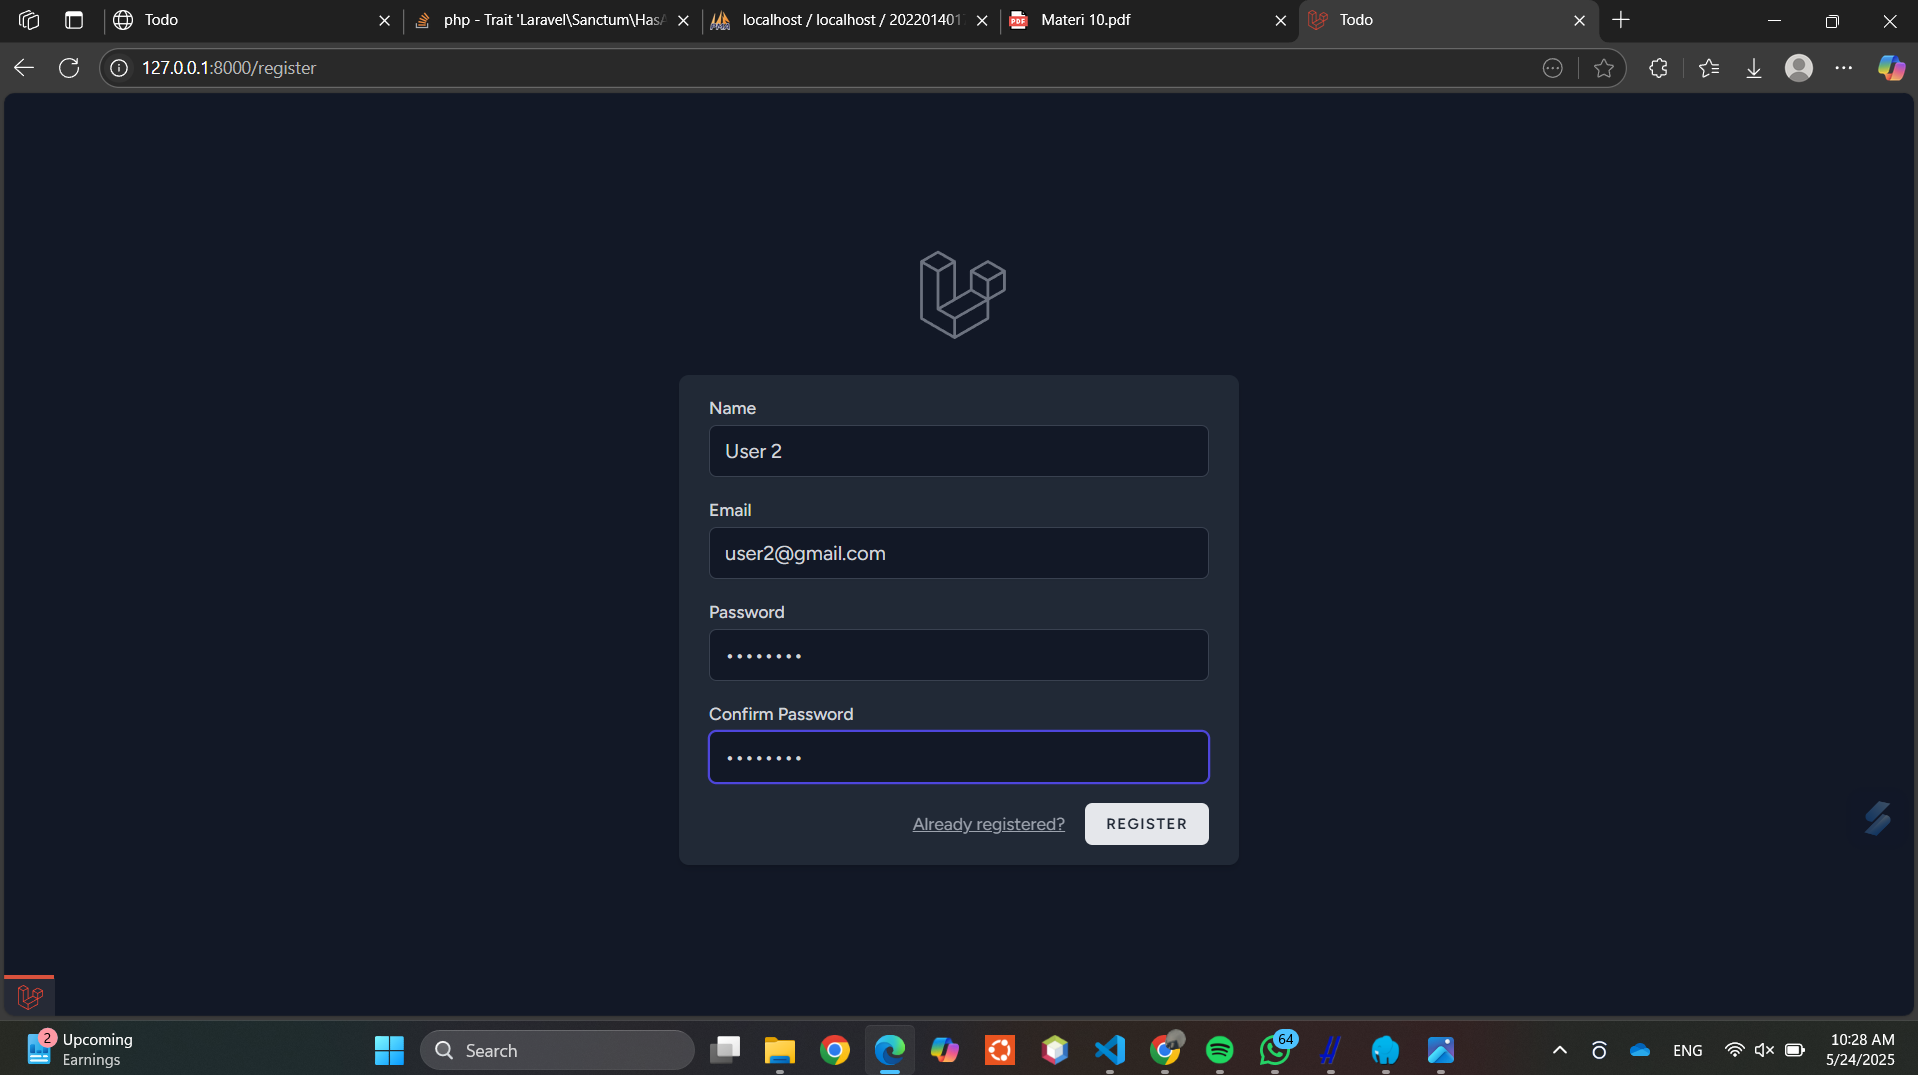 Todo
php - Trait 'Laravel\Sanctum\HasA
localhost / localhost / 202201401
Materi 10.pdf
Todo
127.0.0.1:8000/register
Name
User 2
Email
user2@gmail.com
Password
••••••••
Confirm Password
••••••••
Already registered?
REGISTER
2
Upcoming
Earnings
Search
64
ENG
10:28 AM
5/24/2025